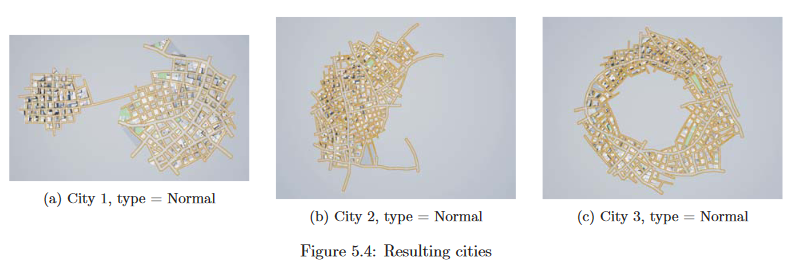 (a) City 1, type = Normal
(b) City 2, type = Normal
(c) City 3, type = Normal
Figure 5.4: Resulting cities